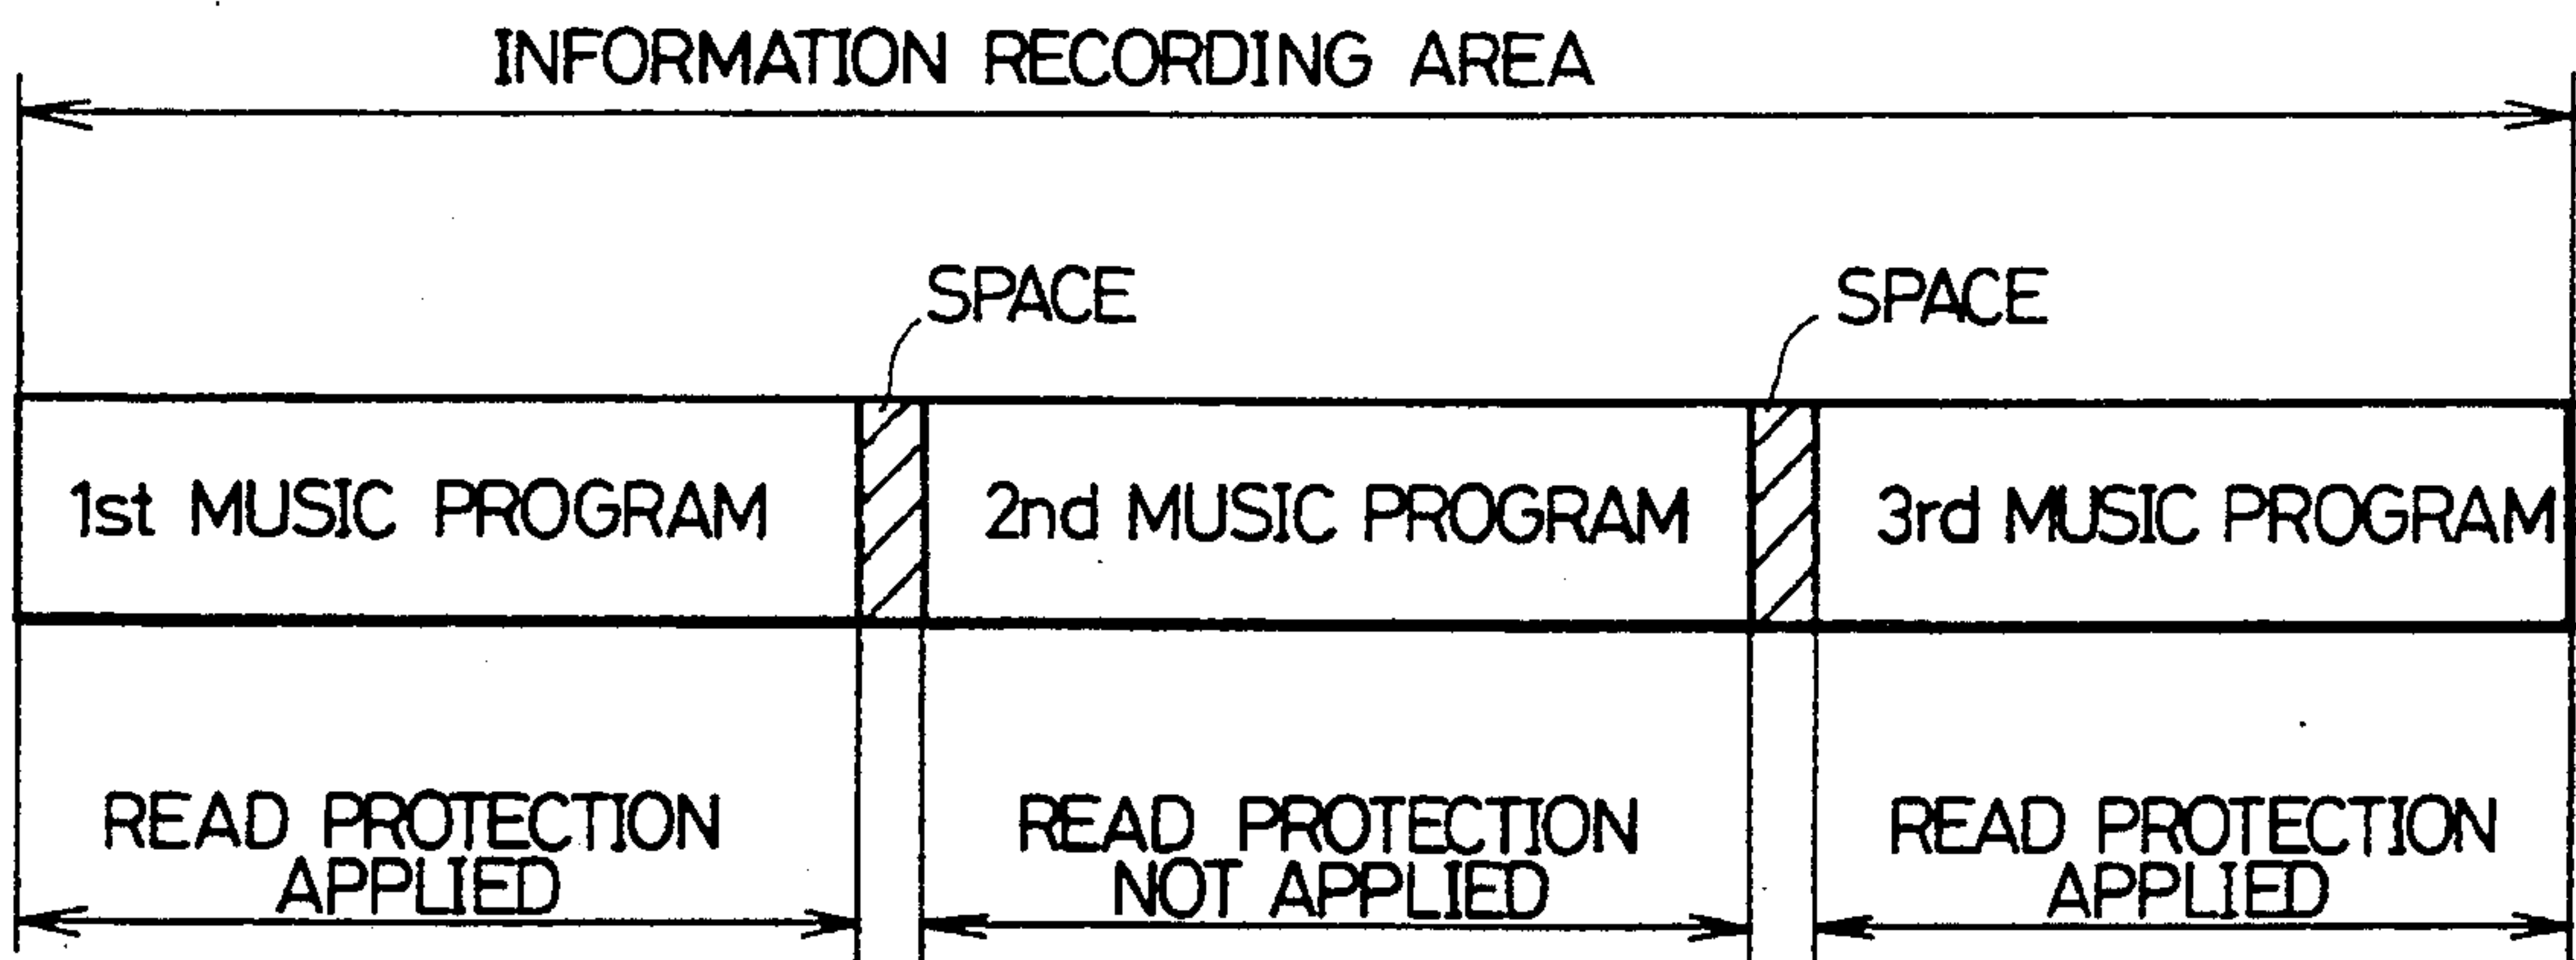 INFORMATION RECORDING AREA
SPACE
SPACE
1st MUSIC PROGRAM
2nd MUSIC PROGRAM
3rd MUSIC PROGRAM
READ PROTECTION
APPLIED
READ PROTECTION
NOT APPLIED
READ PROTECTION
APPLIED